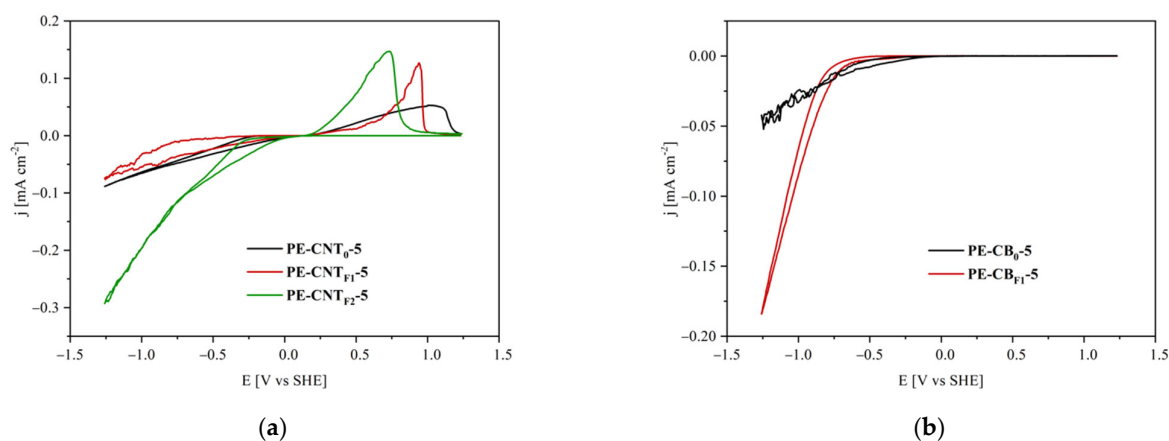 0.2
0.1
0.0
−0.1
−0.2
−0.3
j [mA cm⁻²]
PE-CNT₀-5
PE-CNT_F1-5
PE-CNT_F2-5
−1.5 −1.0 −0.5 0.0 0.5 1.0 1.5
E [V vs SHE]
(a)
0.00
−0.05
−0.10
−0.15
−0.20
j [mA cm⁻²]
PE-CB₀-5
PE-CB_F1-5
−1.5 −1.0 −0.5 0.0 0.5 1.0 1.5
E [V vs SHE]
(b)